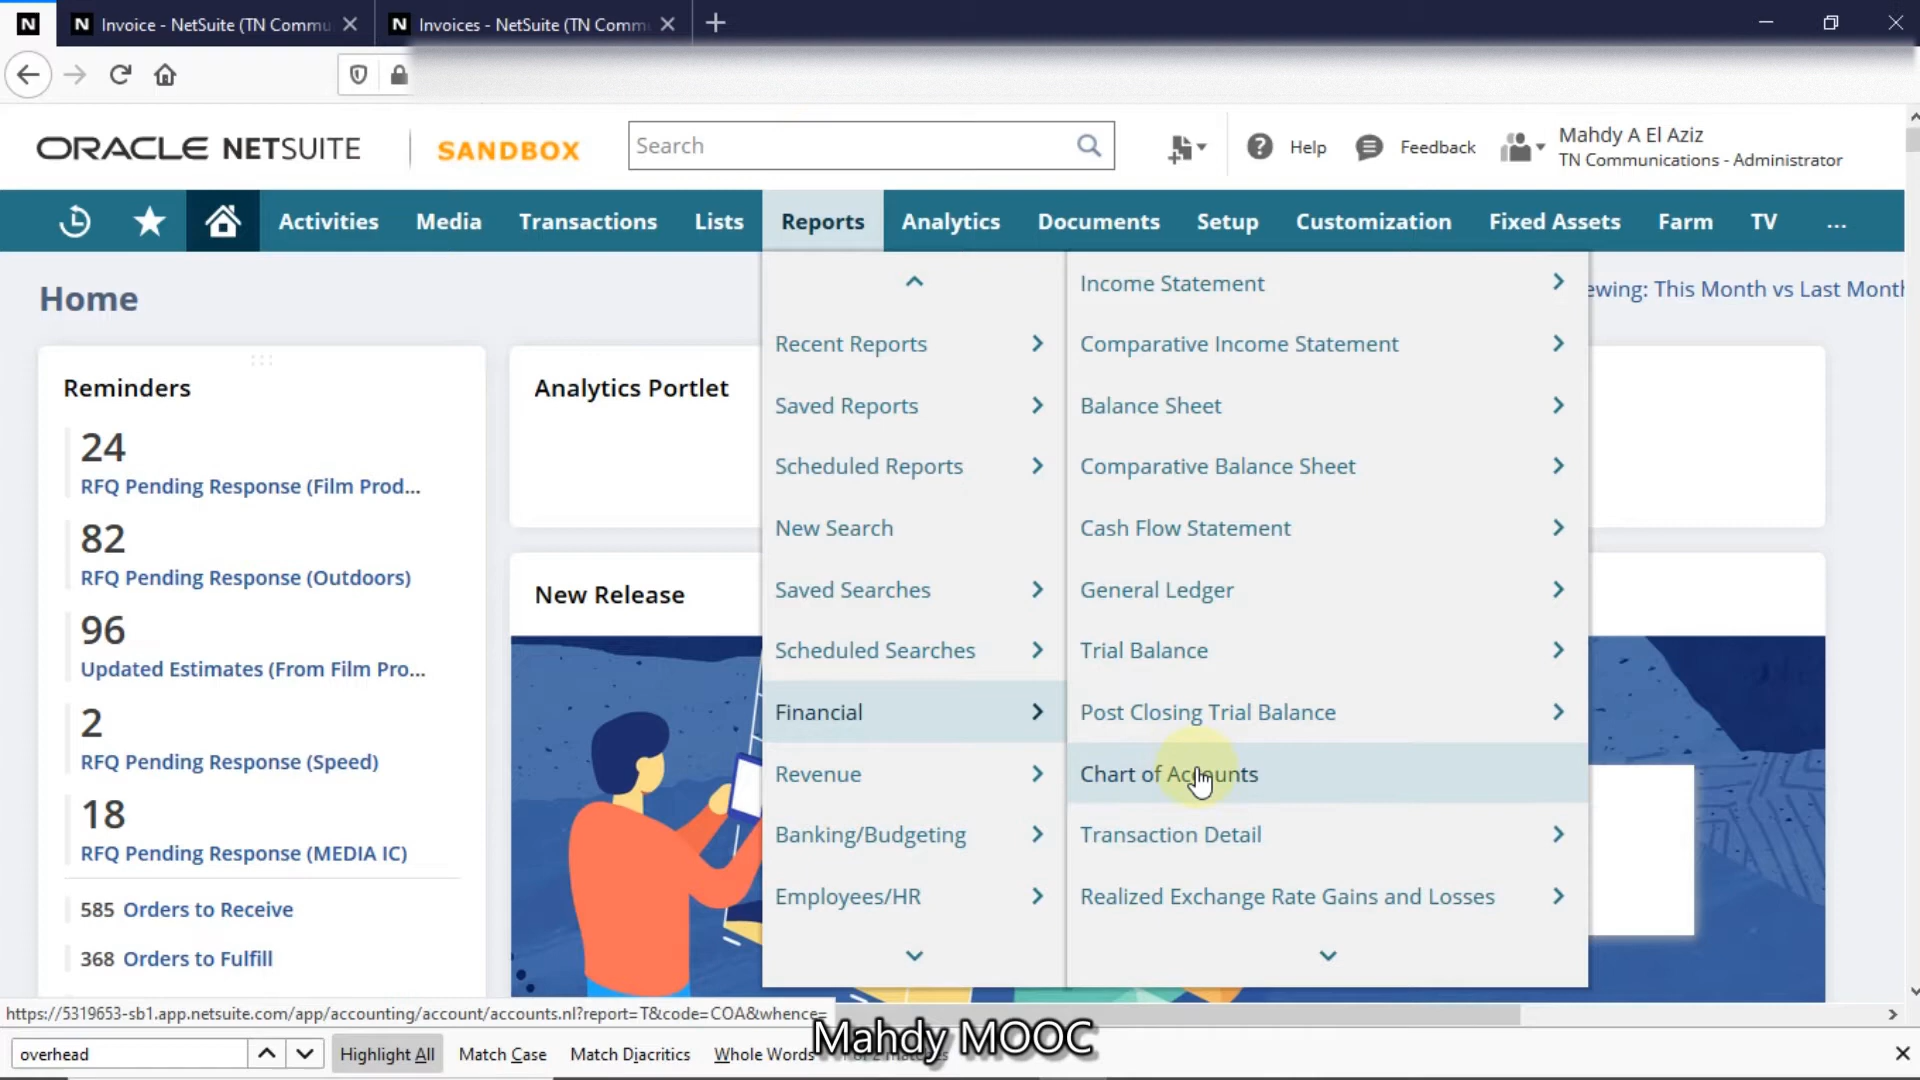 Invoice - NetSuite (TN Commu
Invoices - NetSuite (TN Comm
ORACLE NETSUITE
SANDBOX
Search
Help
Feedback
Mahdy A El Aziz
TN Communications - Administrator
Activities
Media
Transactions
Lists
Reports
Analytics
Documents
Setup
Customization
Fixed Assets
Farm
TV
...
Home
ewing: This Month vs Last Month
Reminders
24
RFQ Pending Response (Film Prod...
82
RFQ Pending Response (Outdoors)
96
Updated Estimates (From Film Pro...
2
RFQ Pending Response (Speed)
18
RFQ Pending Response (MEDIA IC)
585 Orders to Receive
368 Orders to Fulfill
Analytics Portlet
New Release
Recent Reports
Saved Reports
Scheduled Reports
New Search
Saved Searches
Scheduled Searches
Financial
Revenue
Banking/Budgeting
Employees/HR
Income Statement
Comparative Income Statement
Balance Sheet
Comparative Balance Sheet
Cash Flow Statement
General Ledger
Trial Balance
Post Closing Trial Balance
Chart of Accounts
Transaction Detail
Realized Exchange Rate Gains and Losses
https://5319653-sb1.app.netsuite.com/app/accounting/account/accounts.nl?report=T&code=COA&whence=
overhead
Highlight All
Match Case
Match Diacritics
Whole Words
Mahdy MOOC